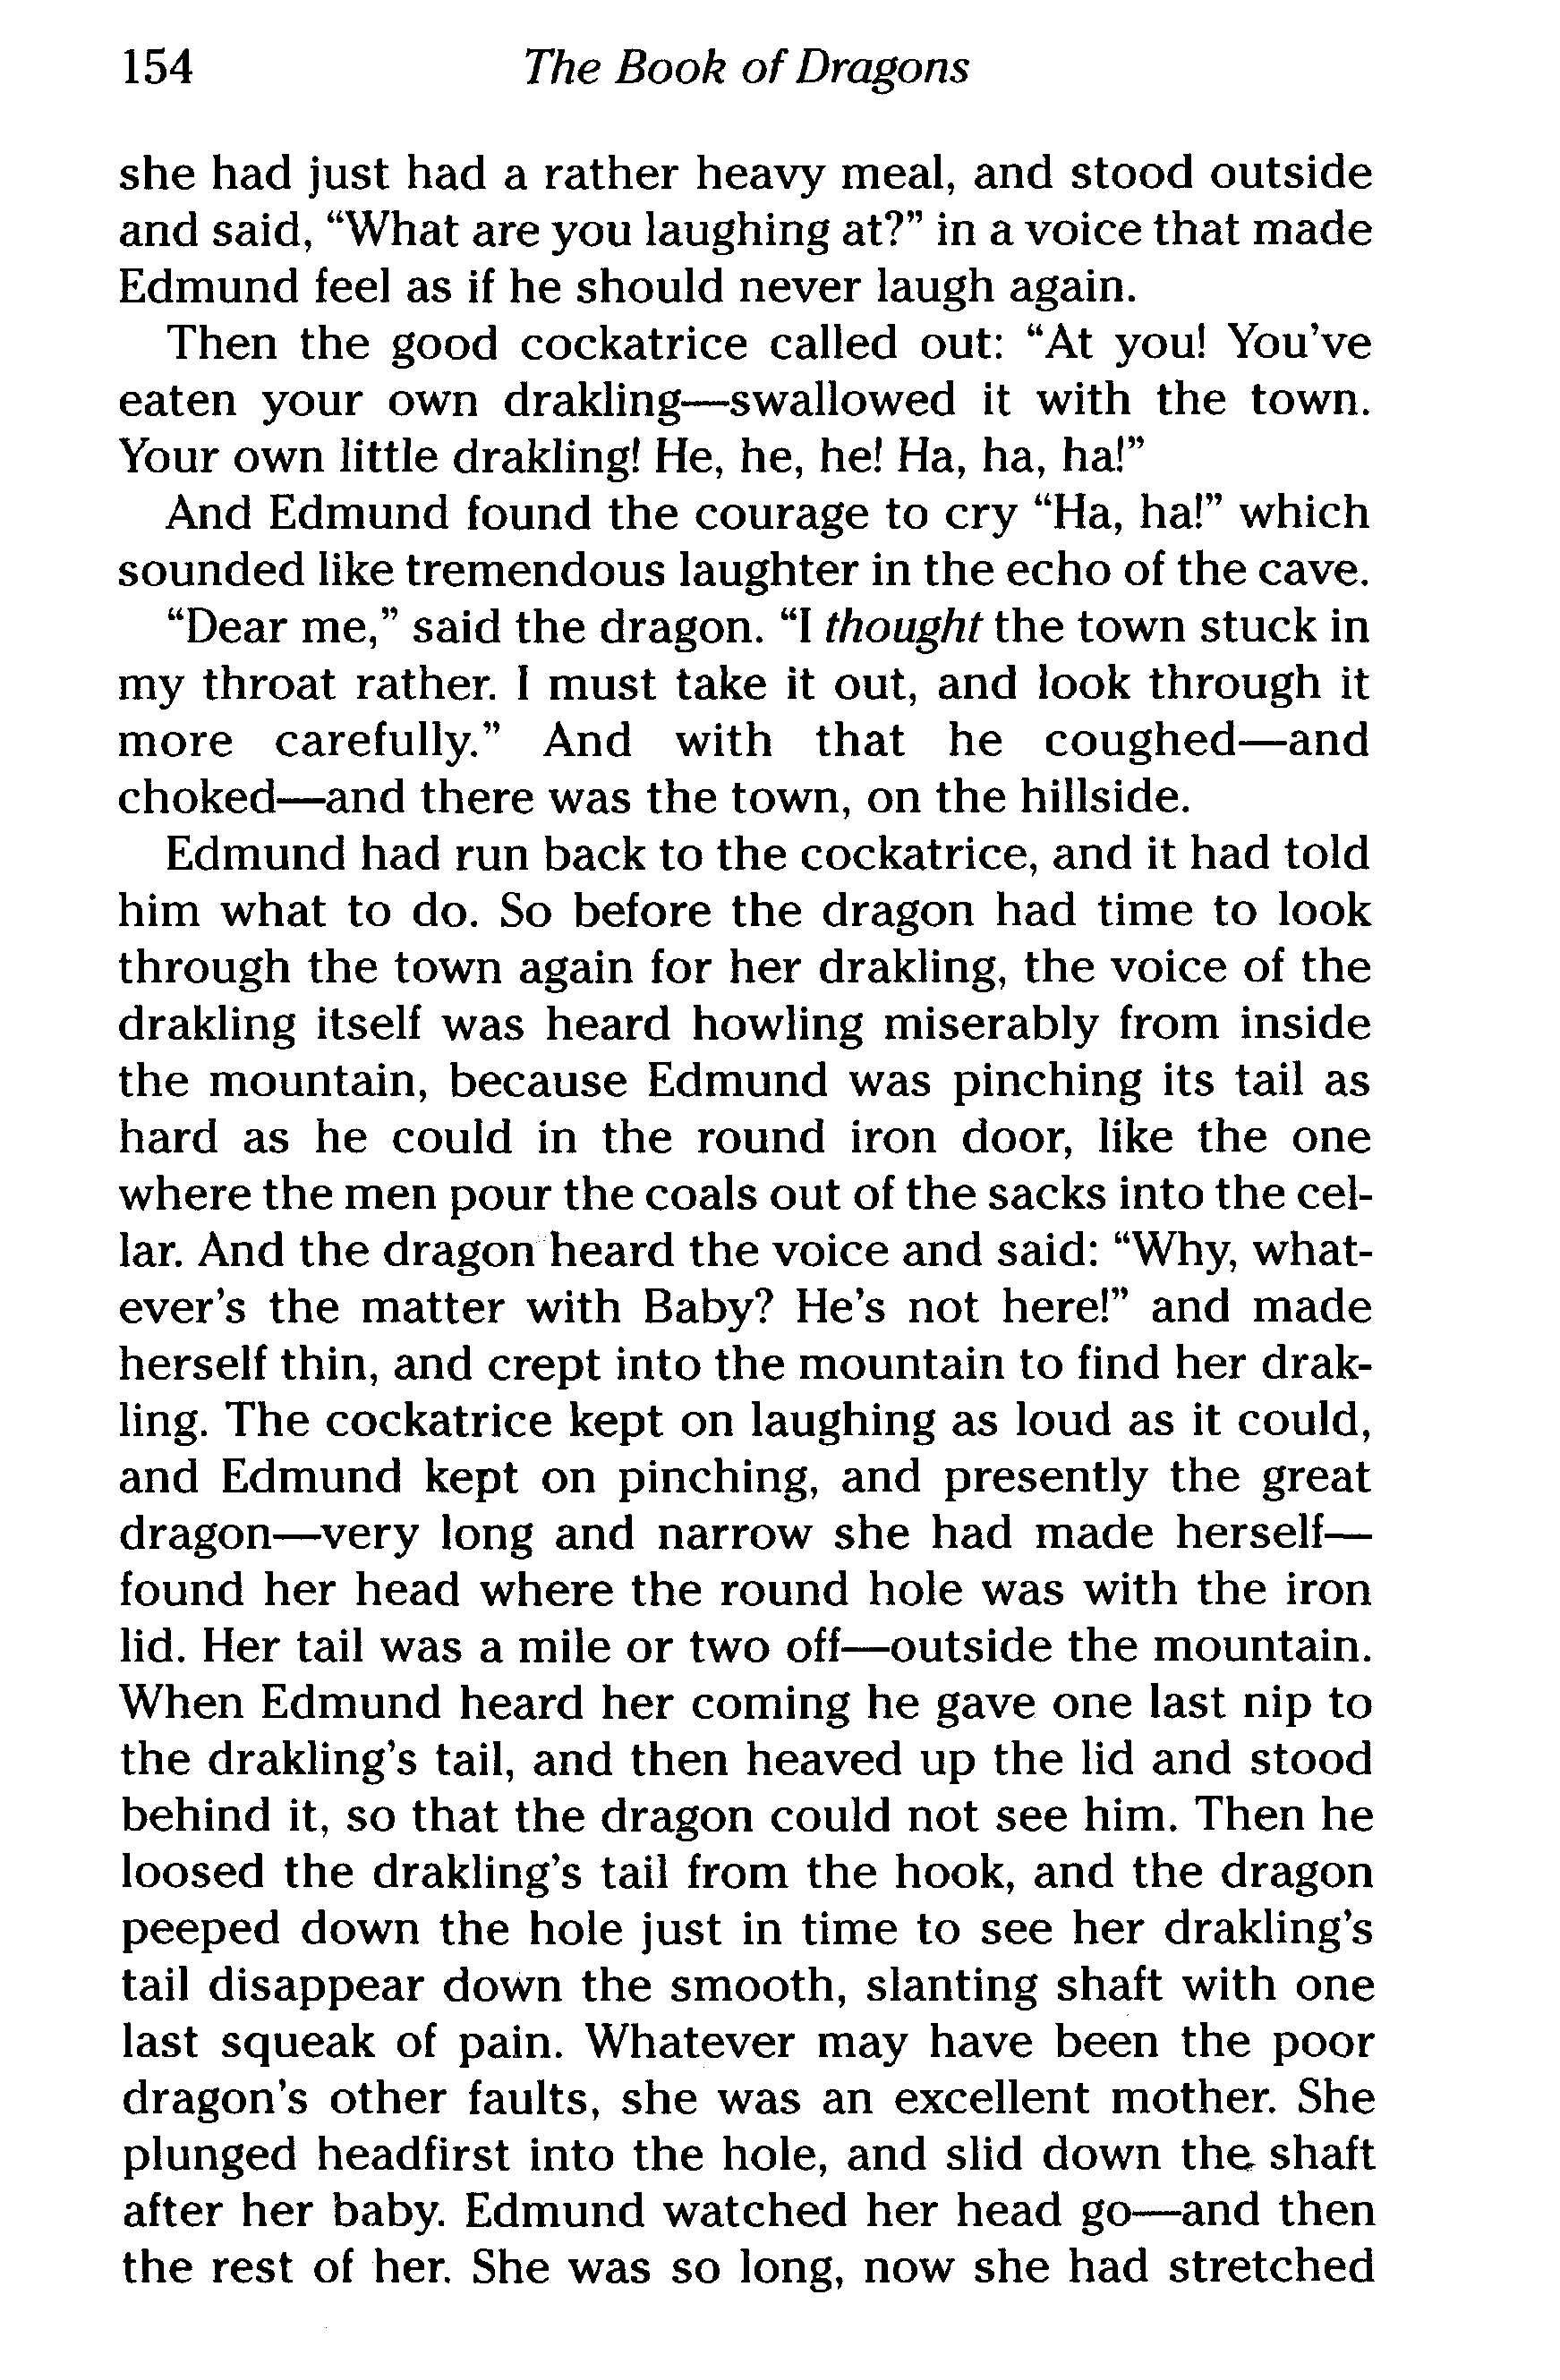 154 The Book of Dragons
she had just had a rather heavy meal, and stood outside
and said, “What are you laughing at?” in a voice that made
Edmund feel as if he should never laugh again.
Then the good cockatrice called out: “At you! You’ve
eaten your own drakling—swallowed it with the town.
Your own little drakling! He, he, he! Ha, ha, ha!”
And Edmund found the courage to cry “Ha, ha!” which
sounded like tremendous laughter in the echo of the cave.
“Dear me,” said the dragon. “I thought the town stuck in
my throat rather. I must take it out, and look through it
more carefully.” And with that he coughed—and
choked—and there was the town, on the hillside.
Edmund had run back to the cockatrice, and it had told
him what to do. So before the dragon had time to look
through the town again for her drakling, the voice of the
drakling itself was heard howling miserably from inside
the mountain, because Edmund was pinching its tail as
hard as he could in the round iron door, like the one
where the men pour the coals out of the sacks into the cel-
lar. And the dragon heard the voice and said: “Why, what-
ever’s the matter with Baby? He’s not here!” and made
herself thin, and crept into the mountain to find her drak-
ling. The cockatrice kept on laughing as loud as it could,
and Edmund kept on pinching, and presently the great
dragon—very long and narrow she had made herself—
found her head where the round hole was with the iron
lid. Her tail was a mile or two off—outside the mountain.
When Edmund heard her coming he gave one last nip to
the drakling’s tail, and then heaved up the lid and stood
behind it, so that the dragon could not see him. Then he
loosed the drakling’s tail from the hook, and the dragon
peeped down the hole just in time to see her drakling’s
tail disappear down the smooth, slanting shaft with one
last squeak of pain. Whatever may have been the poor
dragon’s other faults, she was an excellent mother. She
plunged headfirst into the hole, and slid down the shaft
after her baby. Edmund watched her head go—and then
the rest of her. She was so long, now she had stretched